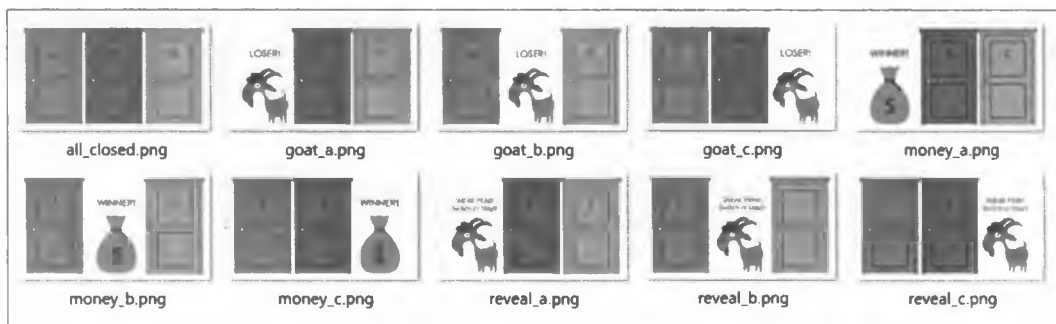 LOSER!
LOSER!
LOSER!
WINNER!
$
all_closed.png
goat_a.png
goat_b.png
goat_c.png
money_a.png
WINNER!
$
WINNER!
$
money_b.png
money_c.png
reveal_a.png
reveal_b.png
reveal_c.png